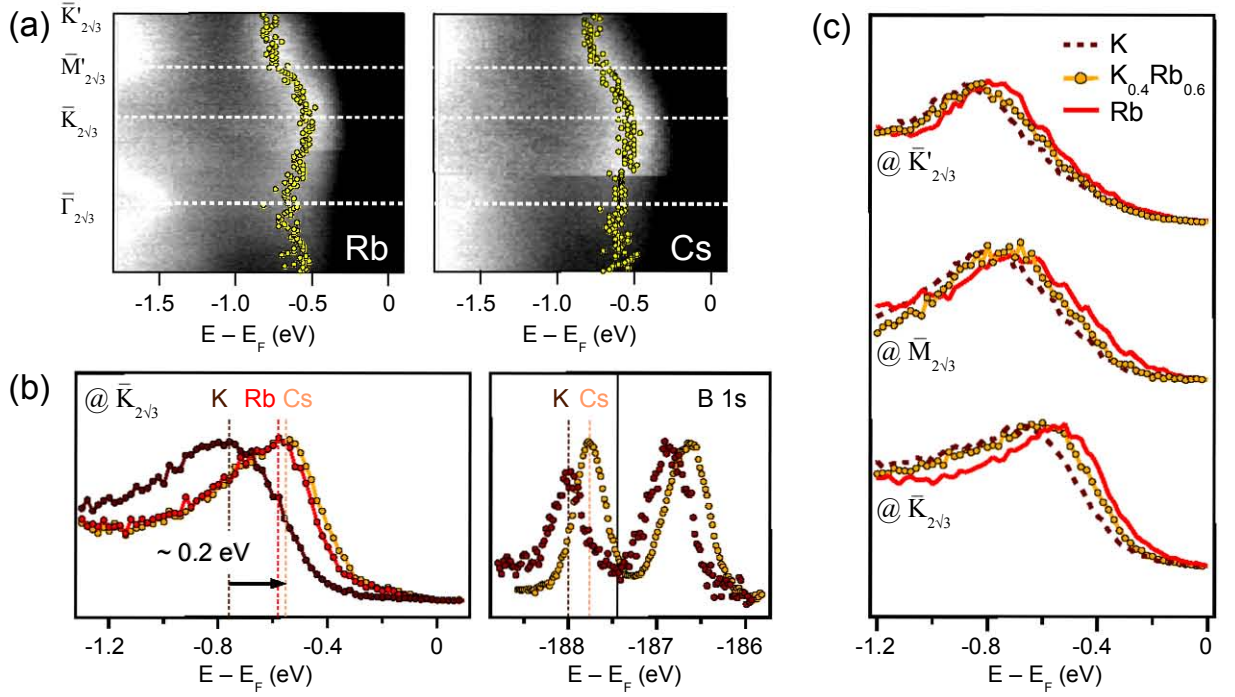 (a)
K̄'2√3
M̄'2√3
K̄2√3
Γ̄2√3
Rb
Cs
-1.5 -1.0 -0.5 0
E – EF (eV)
-1.5 -1.0 -0.5 0
E – EF (eV)
(b)
@ K̄2√3
K Rb Cs
~ 0.2 eV
-1.2 -0.8 -0.4 0
E – EF (eV)
K Cs B 1s
-188 -187 -186
E – EF (eV)
(c)
K
K0.4Rb0.6
Rb
@ K̄'2√3
@ M̄2√3
@ K̄2√3
-1.2 -0.8 -0.4 0
E – EF (eV)